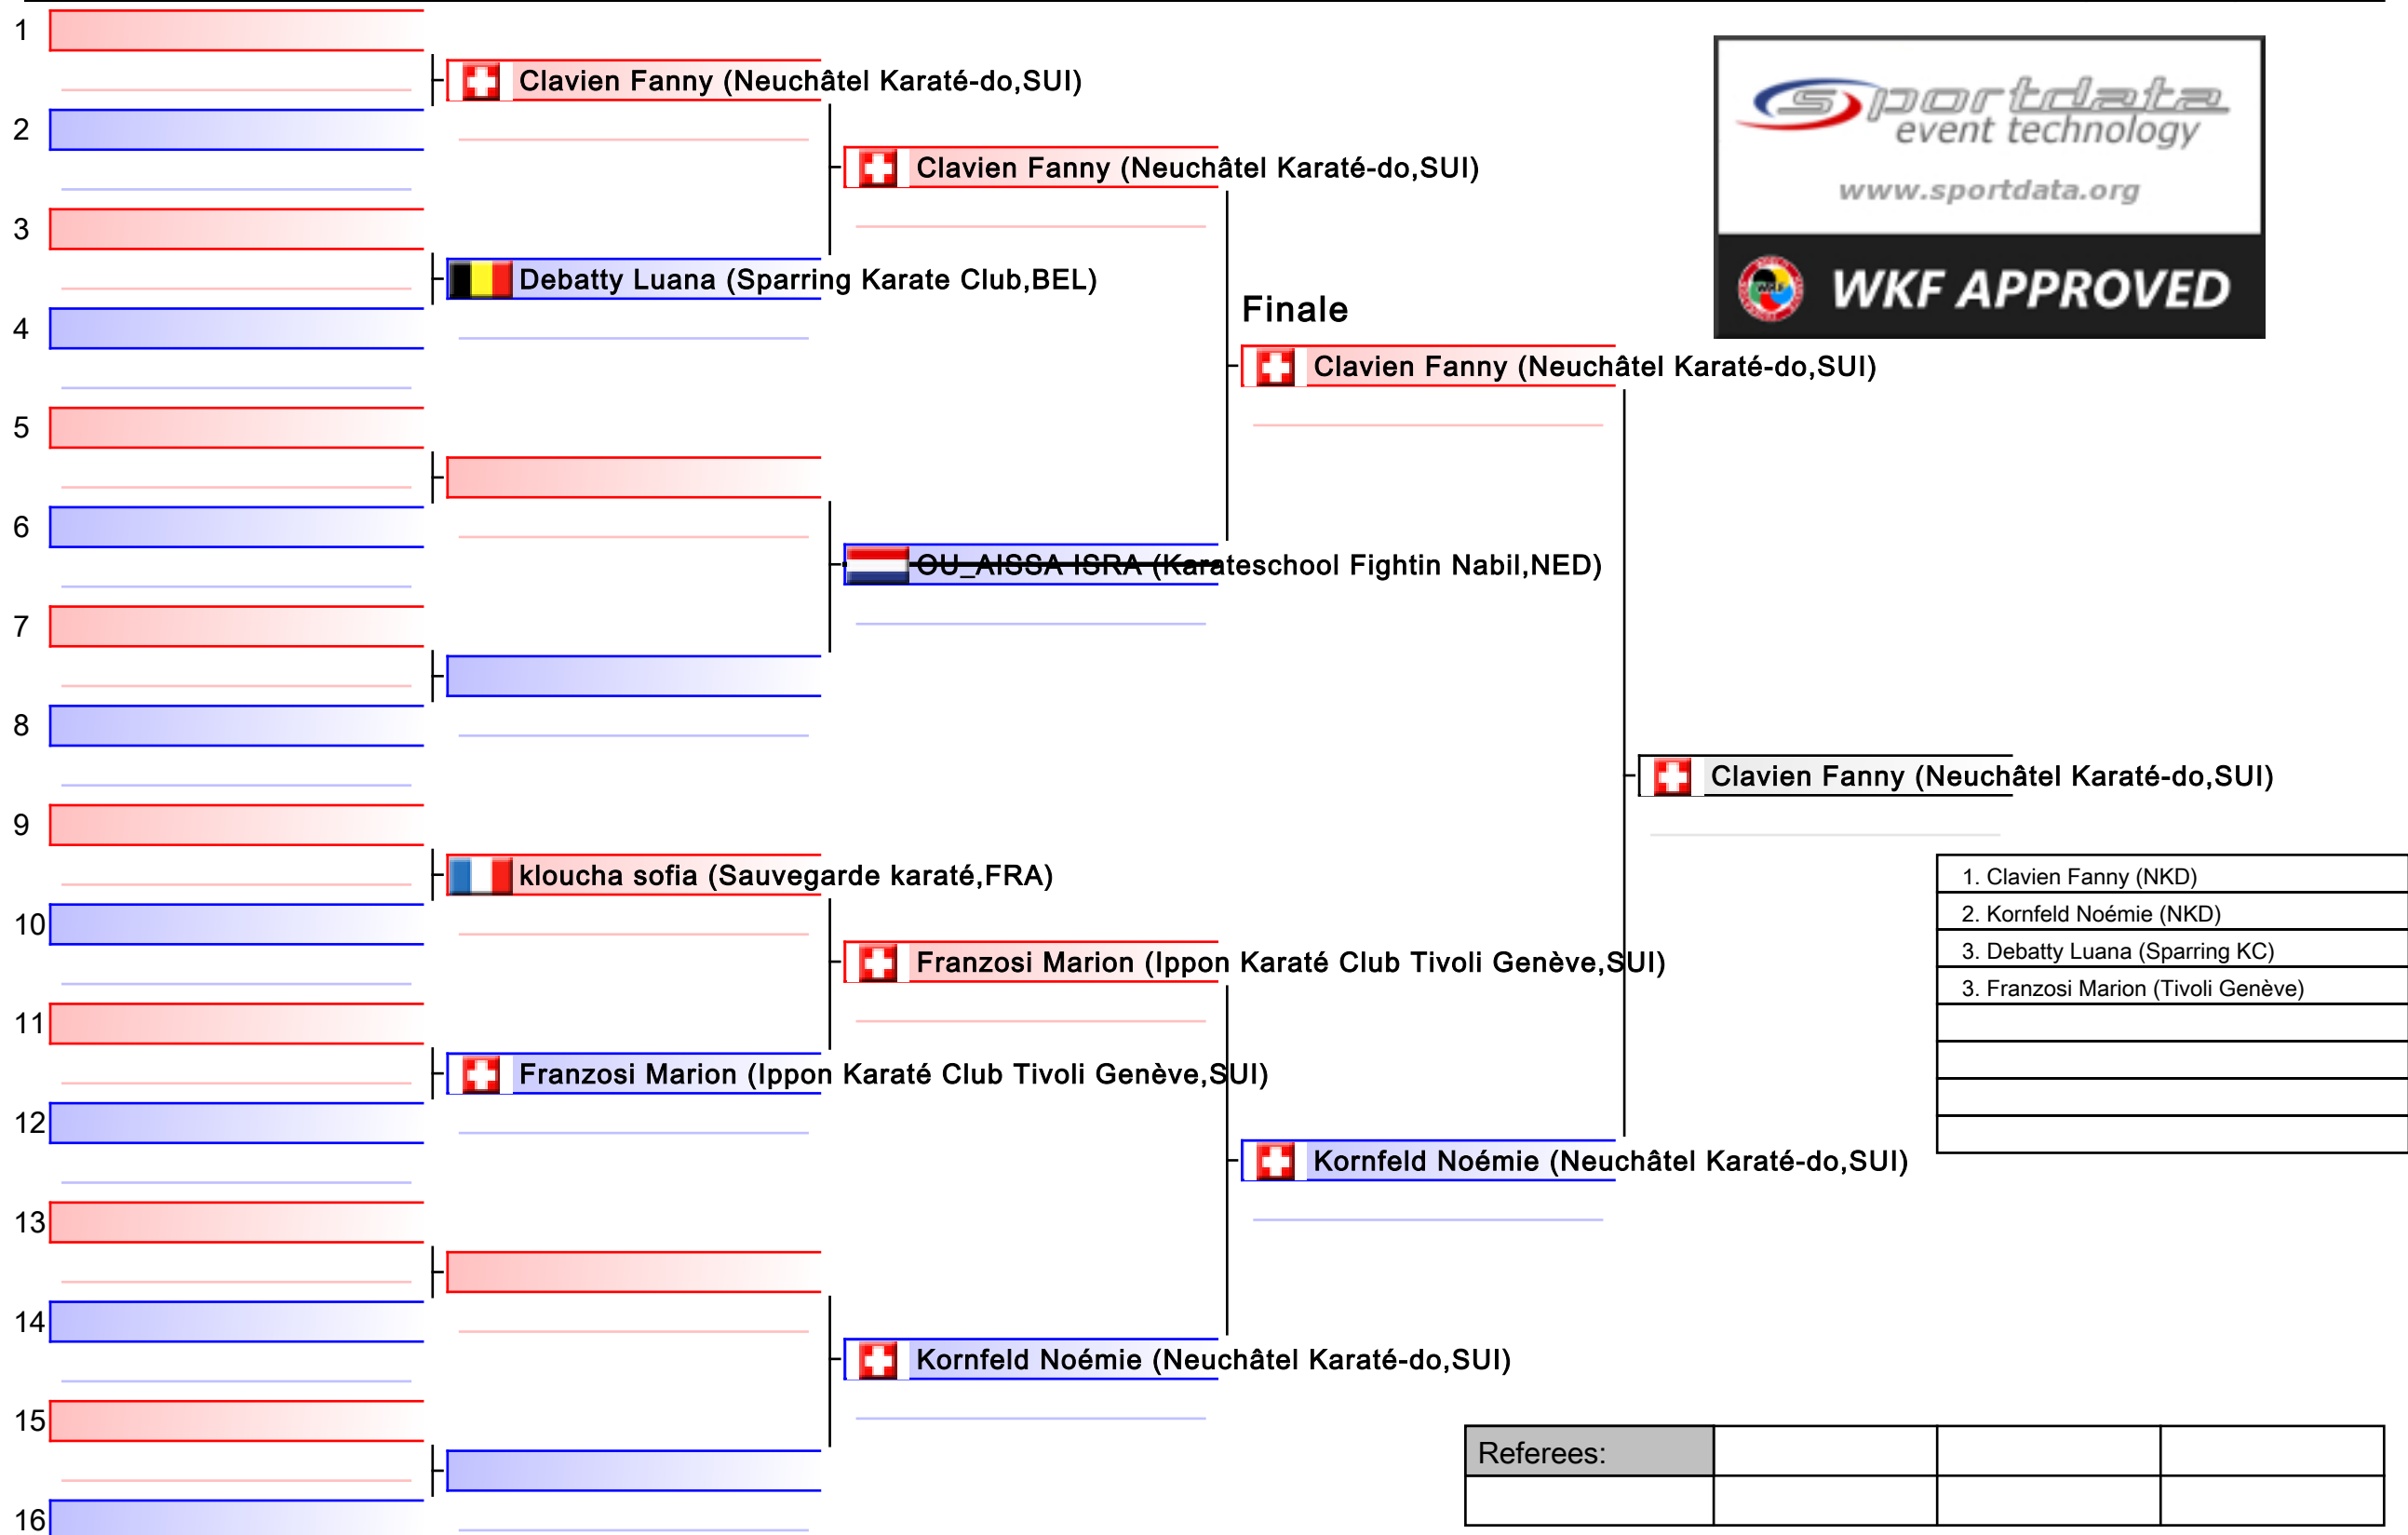 1
Clavien Fanny (Neuchâtel Karaté-do,SUI)
2
Clavien Fanny (Neuchâtel Karaté-do,SUI)
3
Debatty Luana (Sparring Karate Club,BEL)
4
Finale
Clavien Fanny (Neuchâtel Karaté-do,SUI)
5
6
OU_AISSA ISRA (Karateschool Fightin Nabil,NED)
7
8
Clavien Fanny (Neuchâtel Karaté-do,SUI)
9
kloucha sofia (Sauvegarde karaté,FRA)
10
Franzosi Marion (Ippon Karaté Club Tivoli Genève,SUI)
11
Franzosi Marion (Ippon Karaté Club Tivoli Genève,SUI)
12
Kornfeld Noémie (Neuchâtel Karaté-do,SUI)
13
14
Kornfeld Noémie (Neuchâtel Karaté-do,SUI)
15
16
sportdata
event technology
www.sportdata.org
WKF
WKF APPROVED
1. Clavien Fanny (NKD)
2. Kornfeld Noémie (NKD)
3. Debatty Luana (Sparring KC)
3. Franzosi Marion (Tivoli Genève)
Referees: